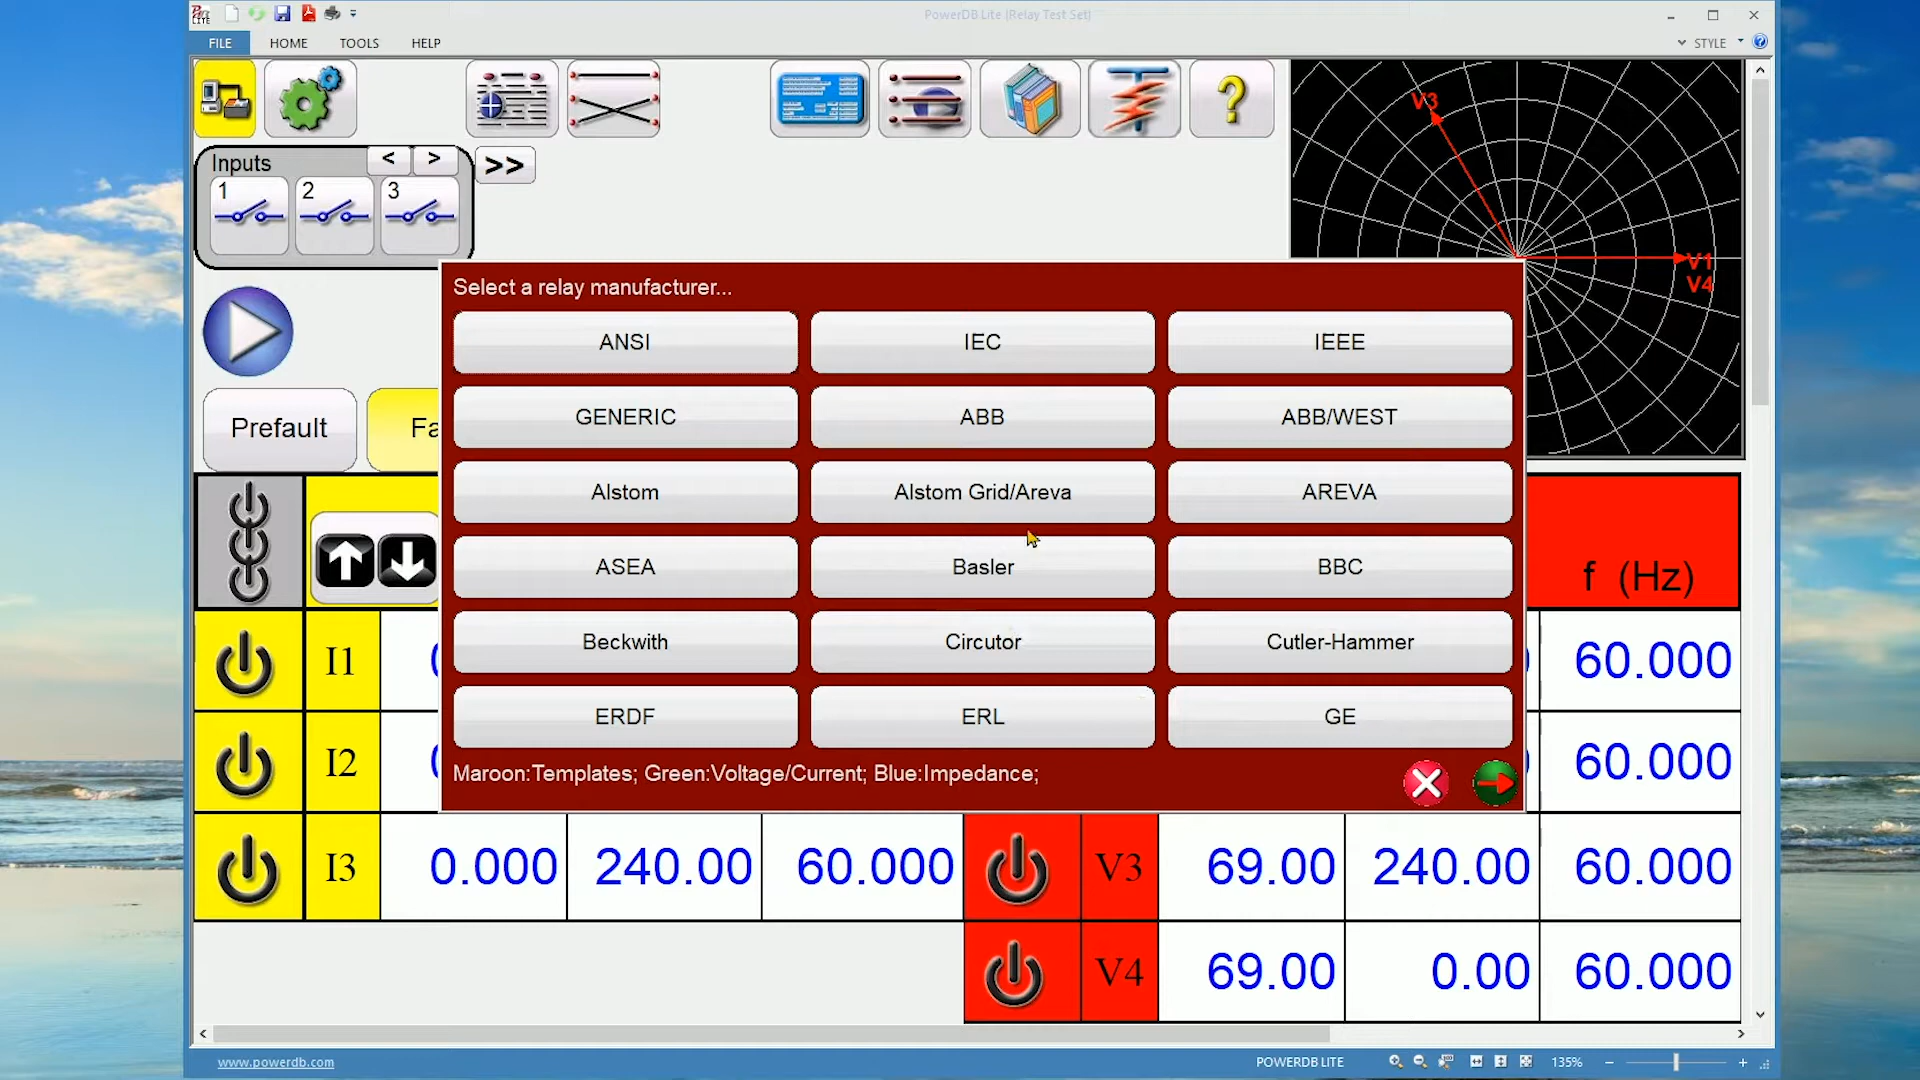 PowerDB Lite (Relay Test Set)
FILE HOME TOOLS HELP
STYLE
Inputs < > >>
1 2 3
V3
V1
V4
Select a relay manufacturer...
ANSI IEC IEEE
GENERIC ABB ABB/WEST
Alstom Alstom Grid/Areva AREVA
ASEA Basler BBC
Beckwith Circutor Cutler-Hammer
ERDF ERL GE
Maroon:Templates; Green:Voltage/Current; Blue:Impedance;
Prefault
f (Hz)
I1 60.000
I2 60.000
I3 0.000 240.00 60.000 V3 69.00 240.00 60.000
V4 69.00 0.00 60.000
www.powerdb.com POWERDB LITE 135%